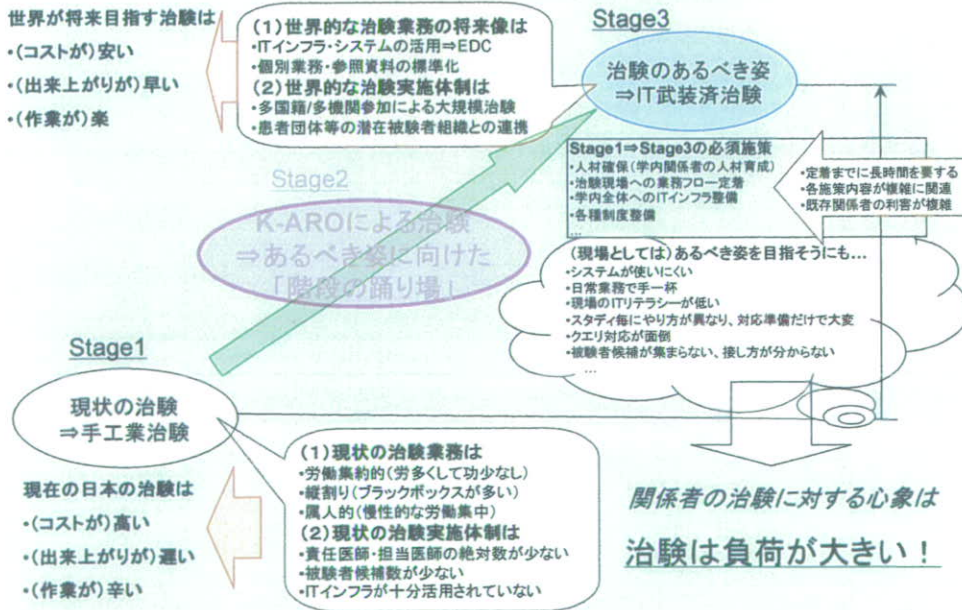 世界が将来目指す治験は
・(コストが)安い
・(出来上がりが)早い
・(作業が)楽
(1)世界的な治験業務の将来像は
・ITインフラ・システムの活用⇒EDC
・個別業務・参照資料の標準化
(2)世界的な治験実施体制は
・多国籍/多機関参加による大規模治験
・患者団体等の潜在被験者組織との連携
Stage3
治験のあるべき姿
⇒IT武装済治験
Stage1⇒Stage3の必須施策
・人材確保(学内関係者の人材育成)
・治験現場への業務フロー定着
・学内全体へのITインフラ整備
・各種制度整備
…
・定着までに長時間を要する
・各施策内容が複雑に関連
・既存関係者の利害が複雑
Stage2
K-AROによる治験
⇒あるべき姿に向けた
「階段の踊り場」
(現場としては)あるべき姿を目指そうにも…
・システムが使いにくい
・日常業務で手一杯
・現場のITリテラシーが低い
・スタディ毎にやり方が異なり、対応準備だけで大変
・クエリ対応が面倒
・被験者候補が集まらない、接し方が分からない
…
Stage1
現状の治験
⇒手工業治験
現在の日本の治験は
・(コストが)高い
・(出来上がりが)遅い
・(作業が)辛い
(1)現状の治験業務は
・労働集約的(労多くして功少なし)
・縦割り(ブラックボックスが多い)
・属人的(慢性的な労働集中)
(2)現状の治験実施体制は
・責任医師・担当医師の絶対数が少ない
・被験者候補数が少ない
・ITインフラが十分活用されていない
関係者の治験に対する心象は
治験は負荷が大きい！